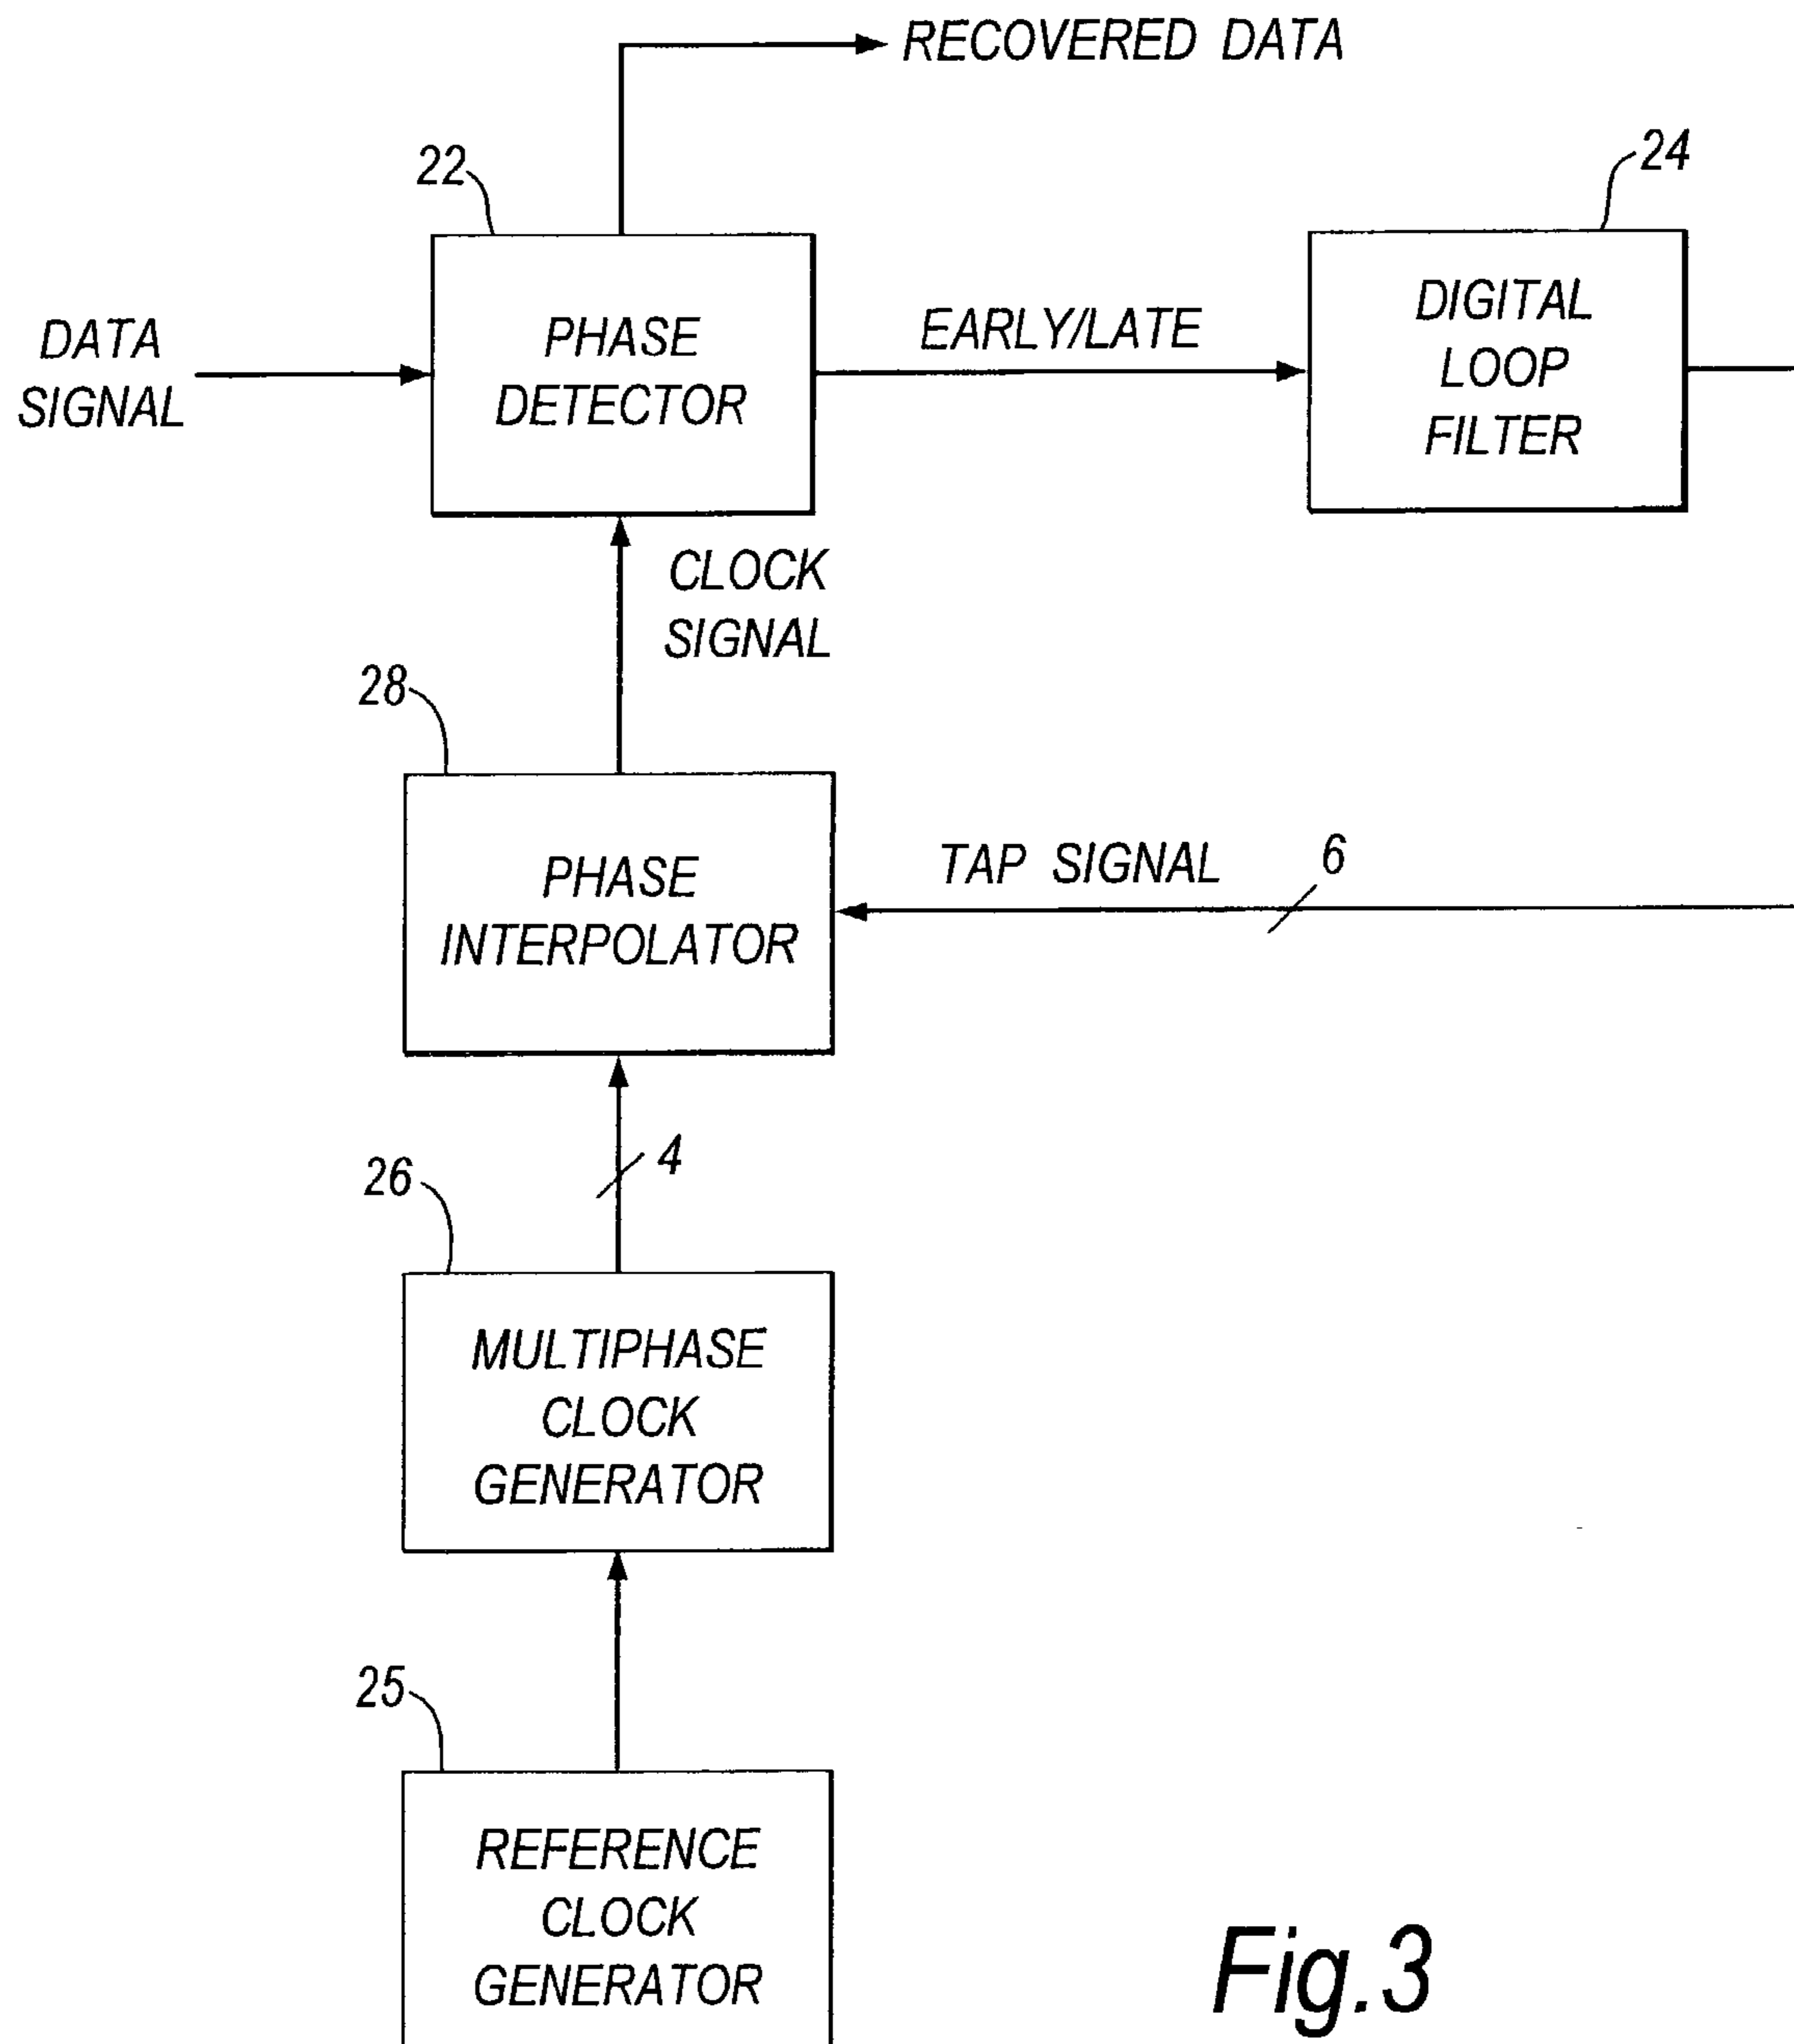 RECOVERED DATA
22
24
DATA
SIGNAL
PHASE
DETECTOR
EARLY/LATE
DIGITAL
LOOP
FILTER
CLOCK
SIGNAL
28
PHASE
INTERPOLATOR
TAP SIGNAL
6
26
4
MULTIPHASE
CLOCK
GENERATOR
25
REFERENCE
CLOCK
GENERATOR
Fig.3